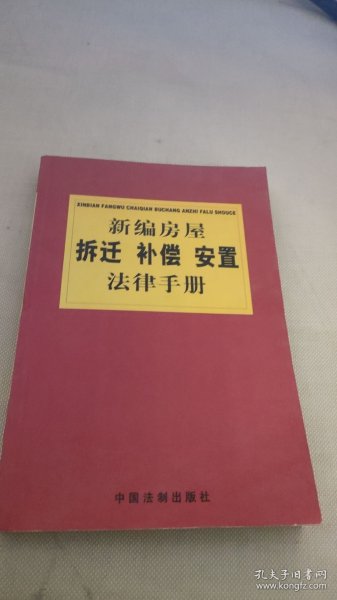 XINBIAN FANGWU CHAIQIAN BUCHANG ANZHI FALU SHOUCE
新编房屋
拆迁 补偿 安置
法律手册
中国法制出版社
孔夫子旧书网
www.kongfz.com